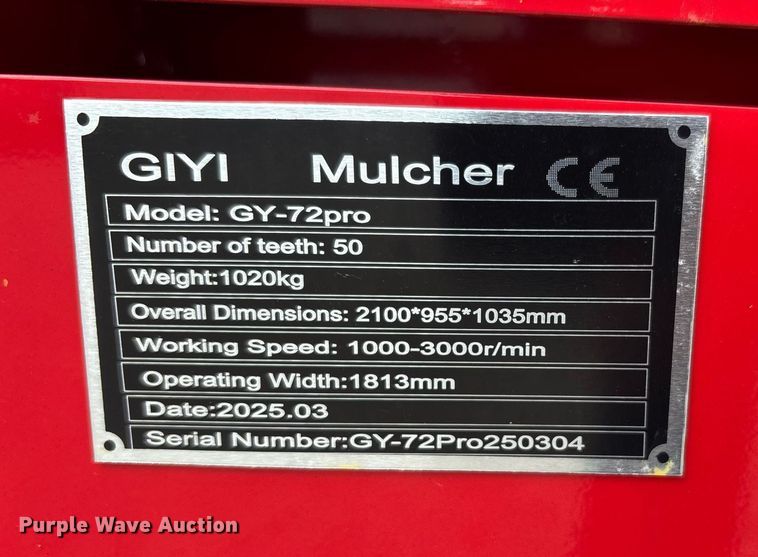 GIYI Mulcher CE
Model: GY-72pro
Number of teeth: 50
Weight:1020kg
Overall Dimensions: 2100*955*1035mm
Working Speed: 1000-3000r/min
Operating Width:1813mm
Date:2025.03
Serial Number:GY-72Pro250304
Purple Wave Auction